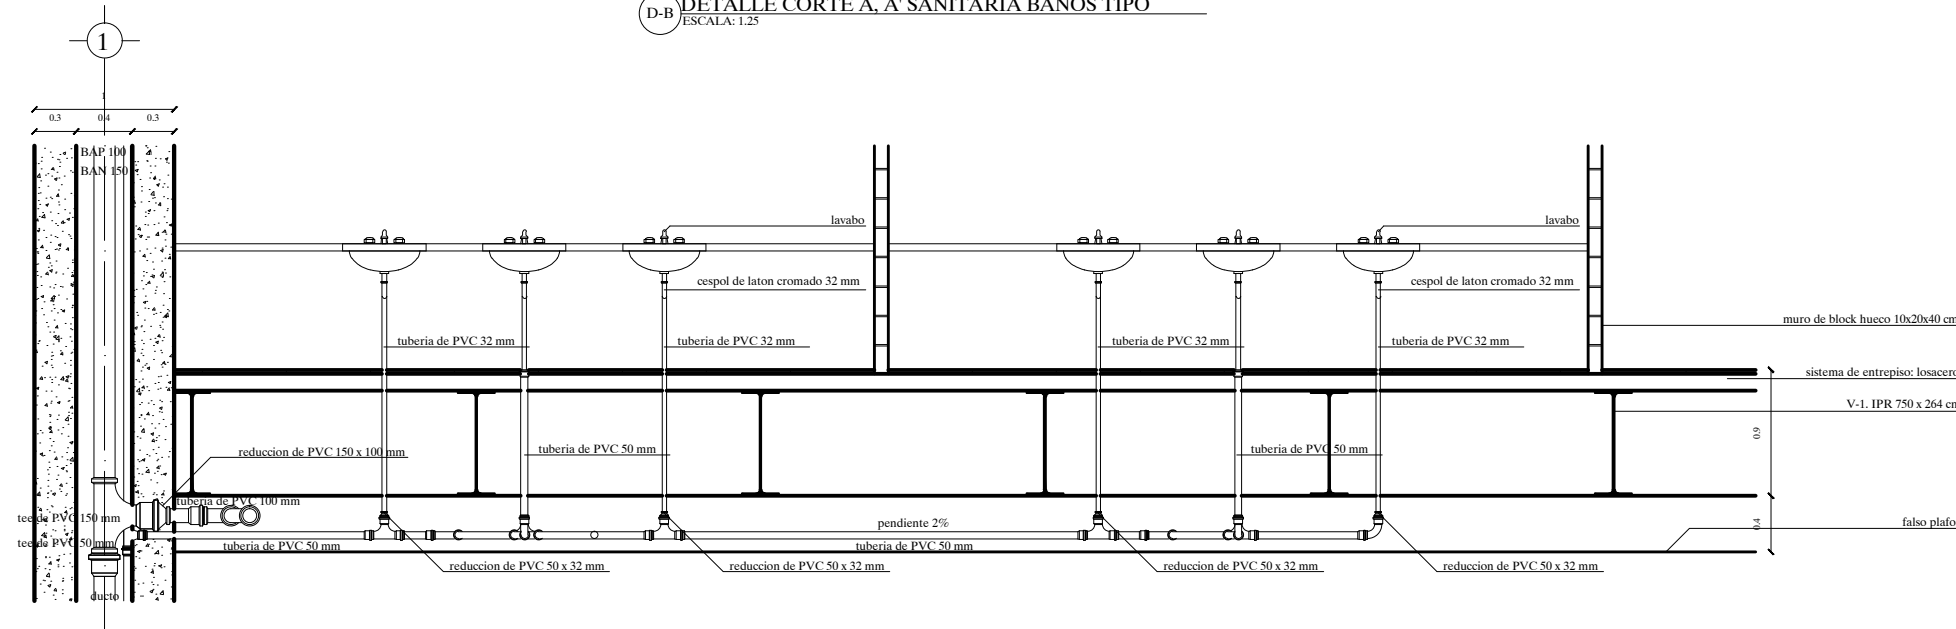 D-B
DETALLE CORTE A, A' SANITARIA BAÑOS TIPO
ESCALA: 1.25
1
1
0.3
0.4
0.3
BAP 100
BAN 150
lavabo
lavabo
cespol de laton cromado 32 mm
cespol de laton cromado 32 mm
muro de block hueco 10x20x40 cm
tuberia de PVC 32 mm
tuberia de PVC 32 mm
tuberia de PVC 32 mm
tuberia de PVC 32 mm
sistema de entrepiso: losacero
V-1. IPR 750 x 264 cm
0.9
reduccion de PVC 150 x 100 mm
tuberia de PVC 50 mm
tuberia de PVC 50 mm
tuberia de PVC 100 mm
tee de PVC 150 mm
pendiente 2%
0.4
falso plafo
tee de PVC 50 mm
tuberia de PVC 50 mm
tuberia de PVC 50 mm
reduccion de PVC 50 x 32 mm
reduccion de PVC 50 x 32 mm
reduccion de PVC 50 x 32 mm
reduccion de PVC 50 x 32 mm
ducto